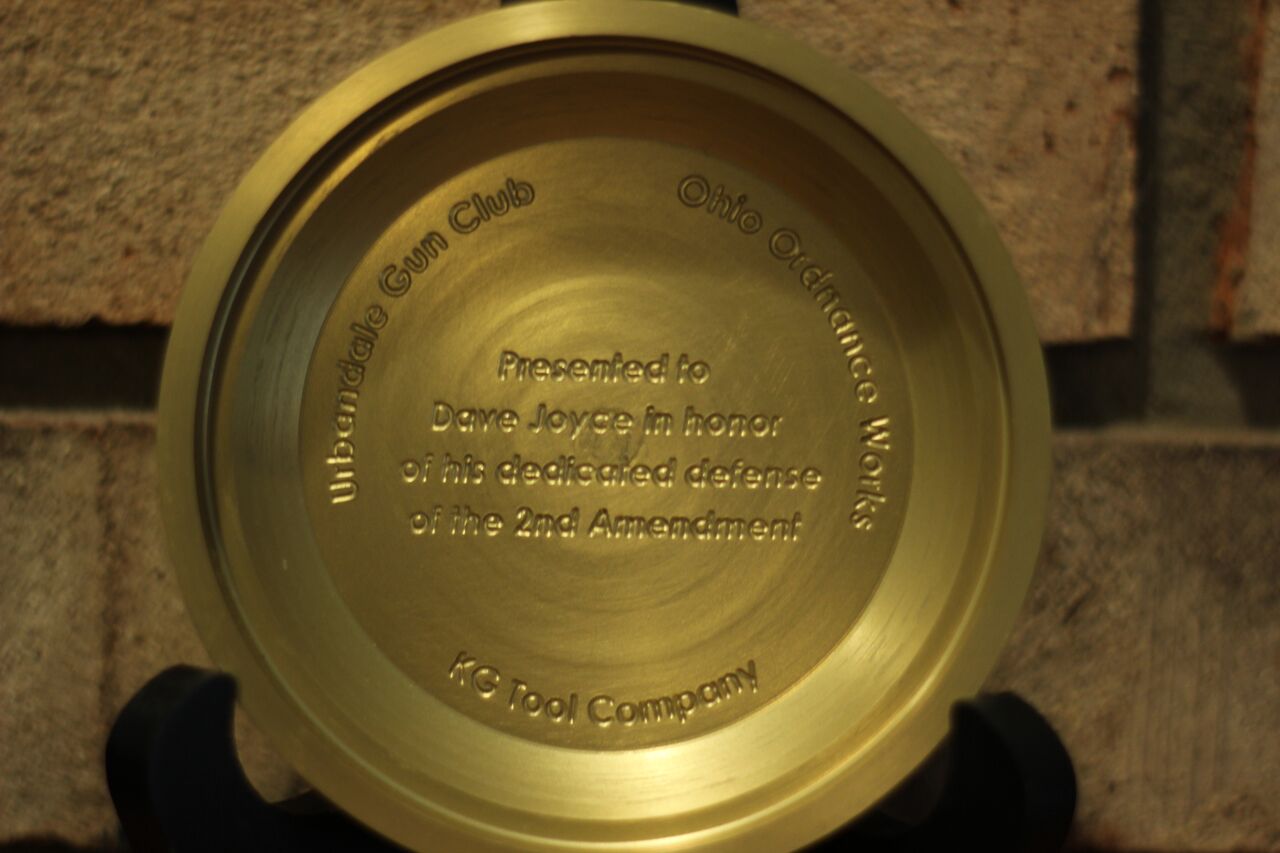 Urbandale Gun Club
Ohio Ordnance Works
Presented to
Dave Joyce in honor
of his dedicated defense
of the 2nd Amendment
KG Tool Company